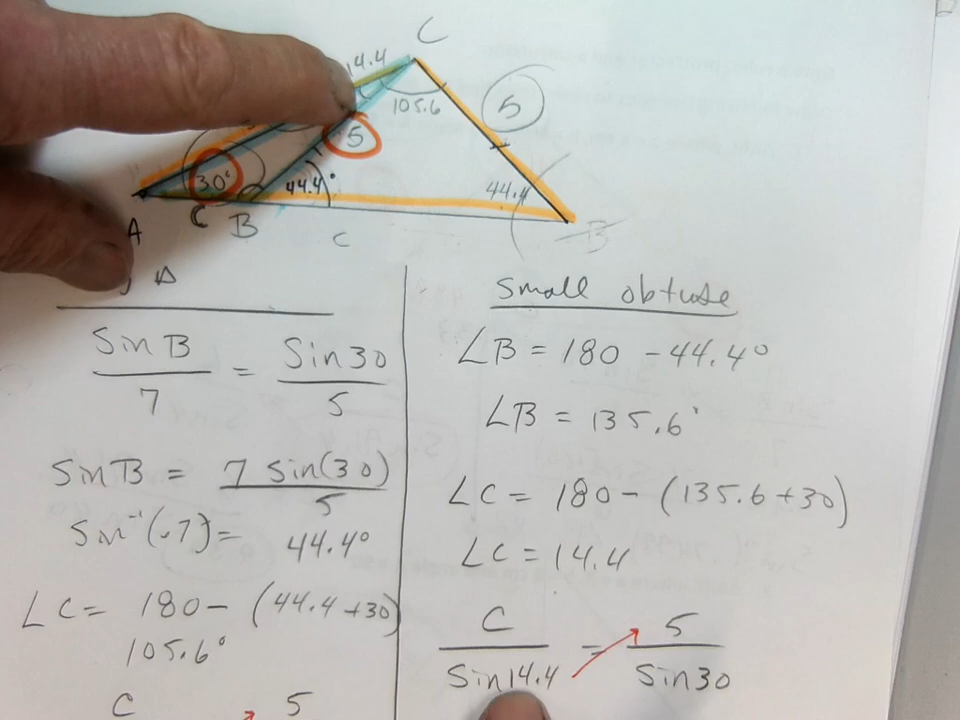 C
14.4
105.6
5
5
30°
44.4°
44.4
A
C
B
C
B
Small obtuse
Sin B / 7 = Sin 30 / 5
Sin B = 7 Sin(30) / 5
Sin⁻¹(.7) = 44.4°
∠C = 180 - (44.4 + 30)
105.6°
C 5
∠B = 180 - 44.4°
∠B = 135.6°
∠C = 180 - (135.6 + 30)
∠C = 14.4
C / Sin 14.4 = 5 / Sin 30